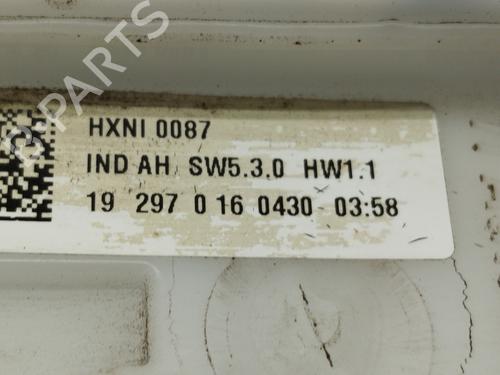 HXNI 0087
IND AH SW5.3.0 HW1.1
19 297 0 16 0430 03:58
B-PARTS